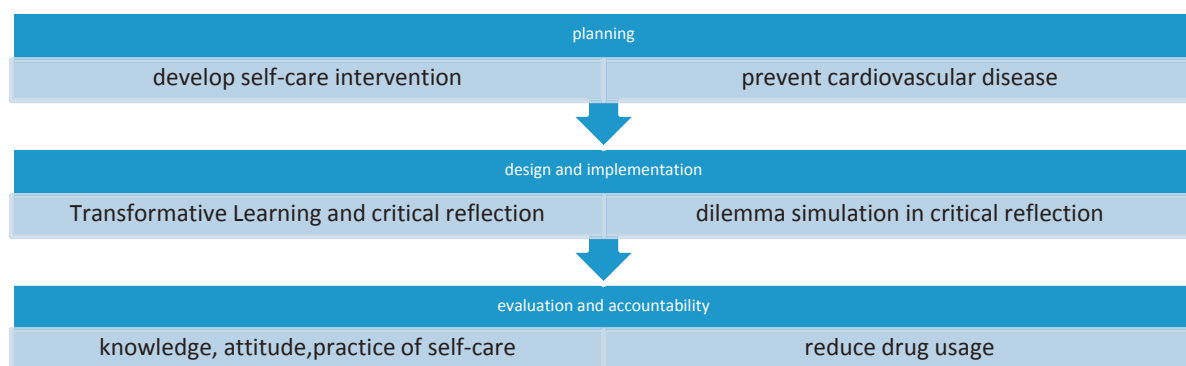 planning
develop self-care intervention
prevent cardiovascular disease
design and implementation
Transformative Learning and critical reflection
dilemma simulation in critical reflection
evaluation and accountability
knowledge, attitude,practice of self-care
reduce drug usage